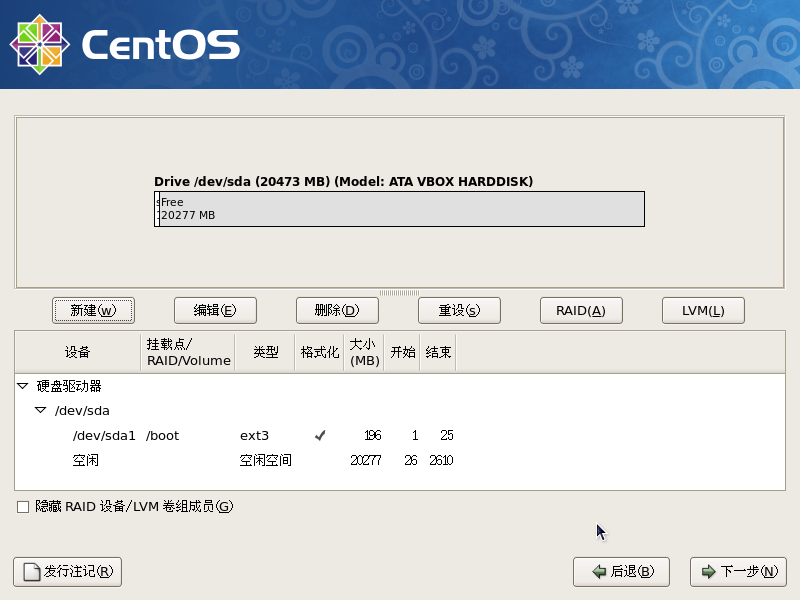 CentOS
Drive /dev/sda (20473 MB) (Model: ATA VBOX HARDDISK)
Free
20277 MB
新建(w) 编辑(E) 删除(D) 重设(s) RAID(A) LVM(L)
设备 挂载点/ RAID/Volume 类型 格式化 大小 (MB) 开始 结束
硬盘驱动器
/dev/sda
/dev/sda1 /boot ext3 196 1 25
空闲 空闲空间 20277 26 2610
隐藏 RAID 设备/LVM 卷组成员(G)
发行注记(R) 后退(B) 下一步(N)